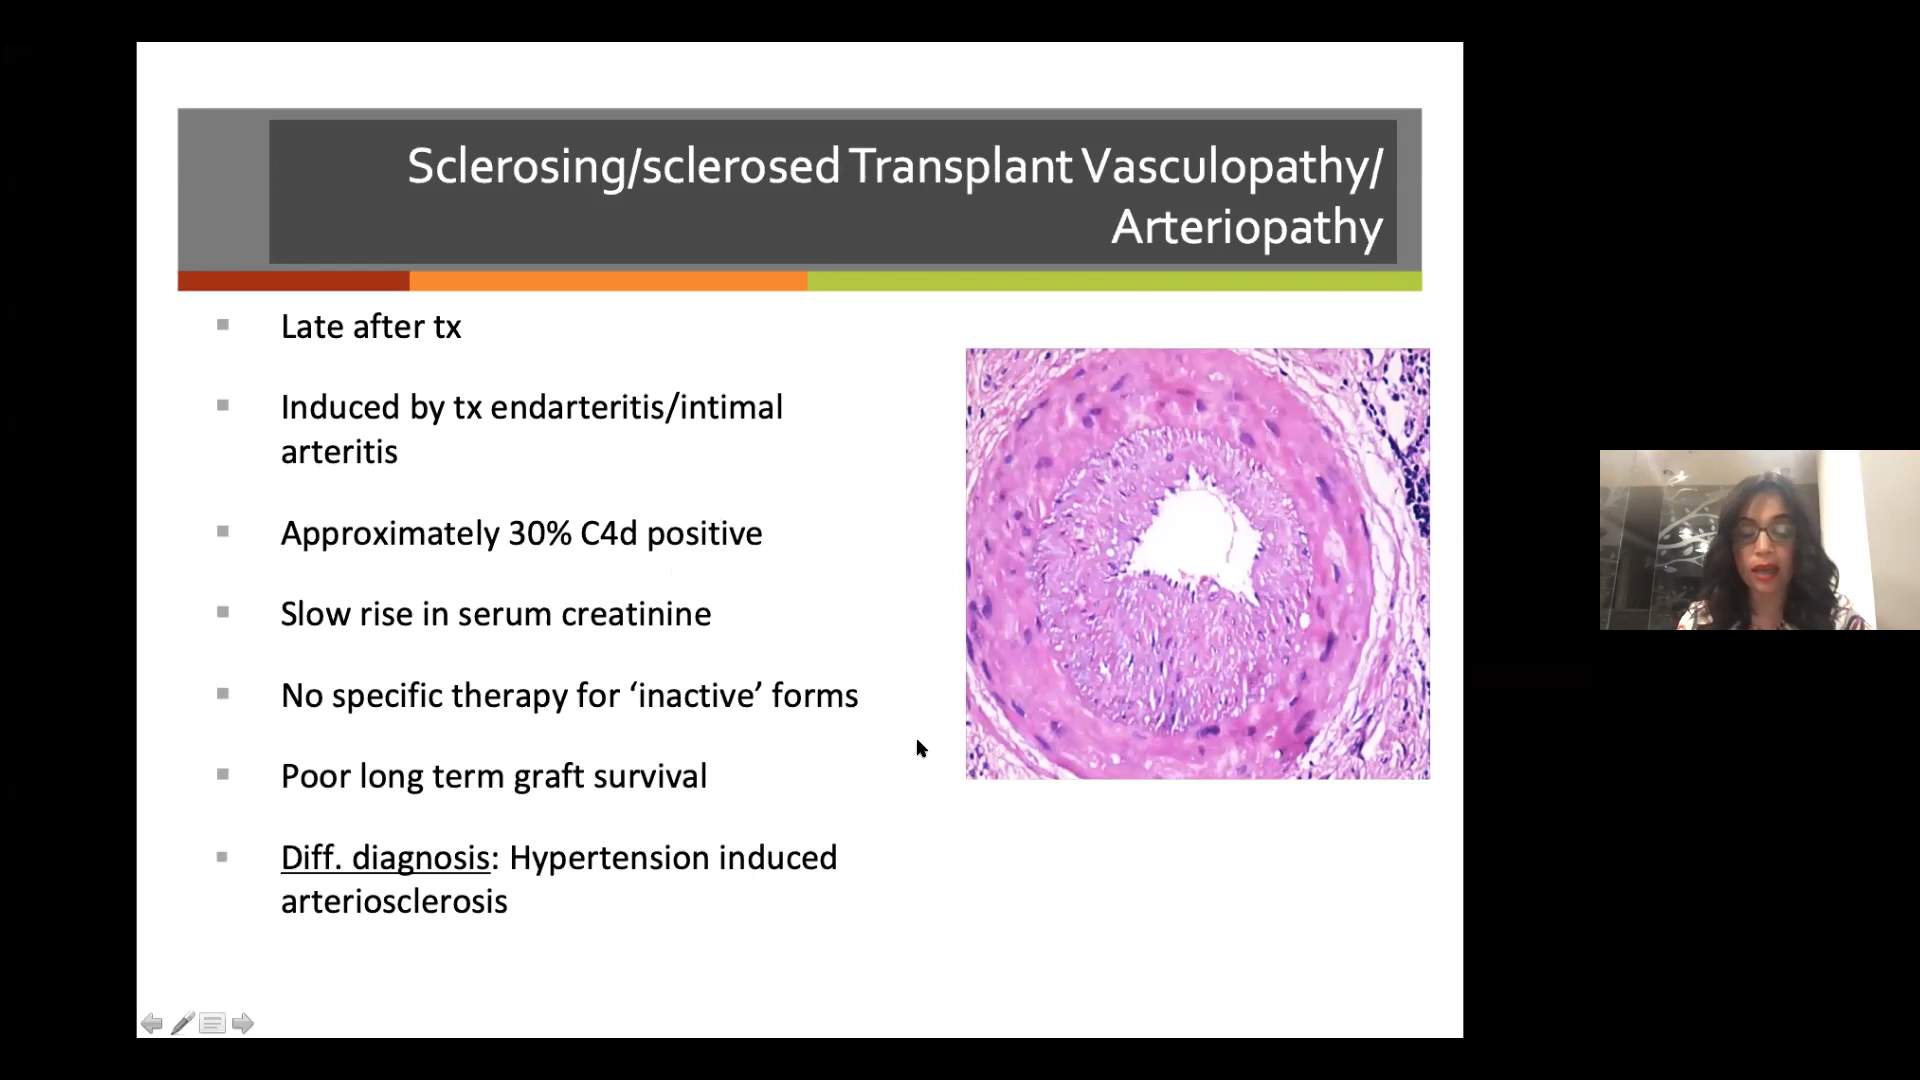 Sclerosing/sclerosed Transplant Vasculopathy/
Arteriopathy
Late after tx
Induced by tx endarteritis/intimal
arteritis
Approximately 30% C4d positive
Slow rise in serum creatinine
No specific therapy for ‘inactive’ forms
Poor long term graft survival
Diff. diagnosis: Hypertension induced
arteriosclerosis